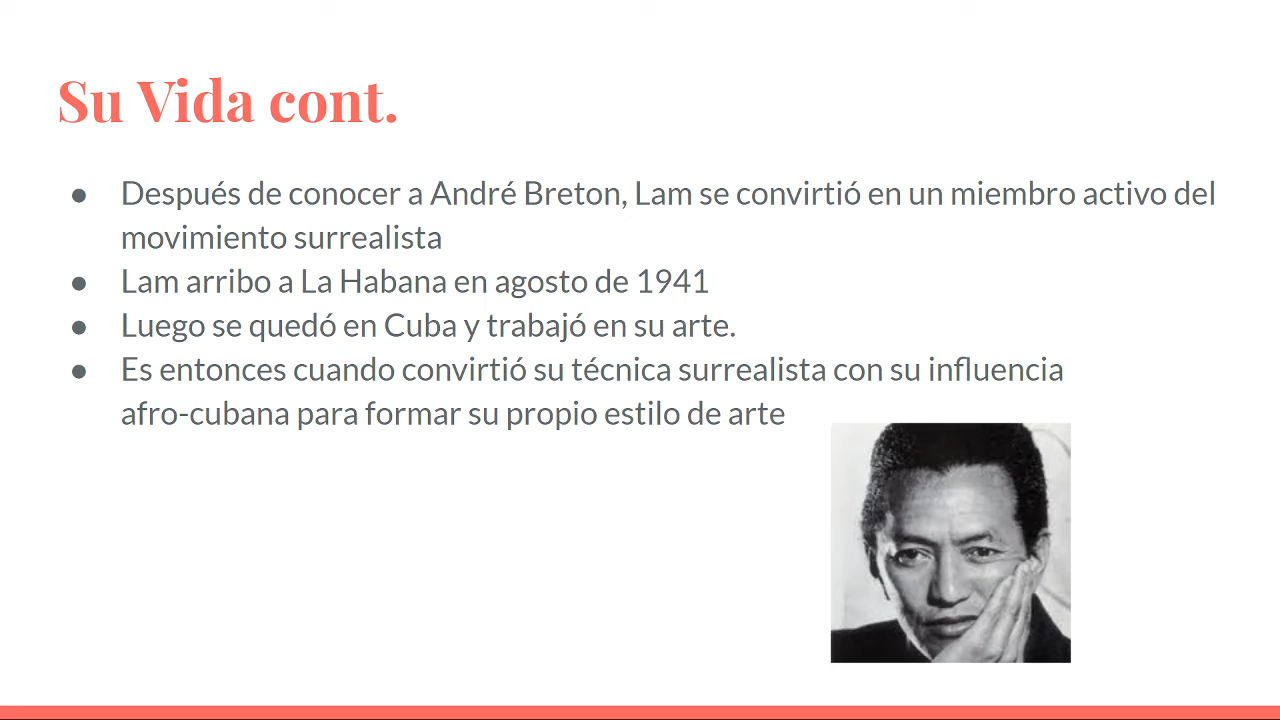 Su Vida cont.
● Después de conocer a André Breton, Lam se convirtió en un miembro activo del
movimiento surrealista
● Lam arribo a La Habana en agosto de 1941
● Luego se quedó en Cuba y trabajó en su arte.
● Es entonces cuando convirtió su técnica surrealista con su influencia
afro-cubana para formar su propio estilo de arte